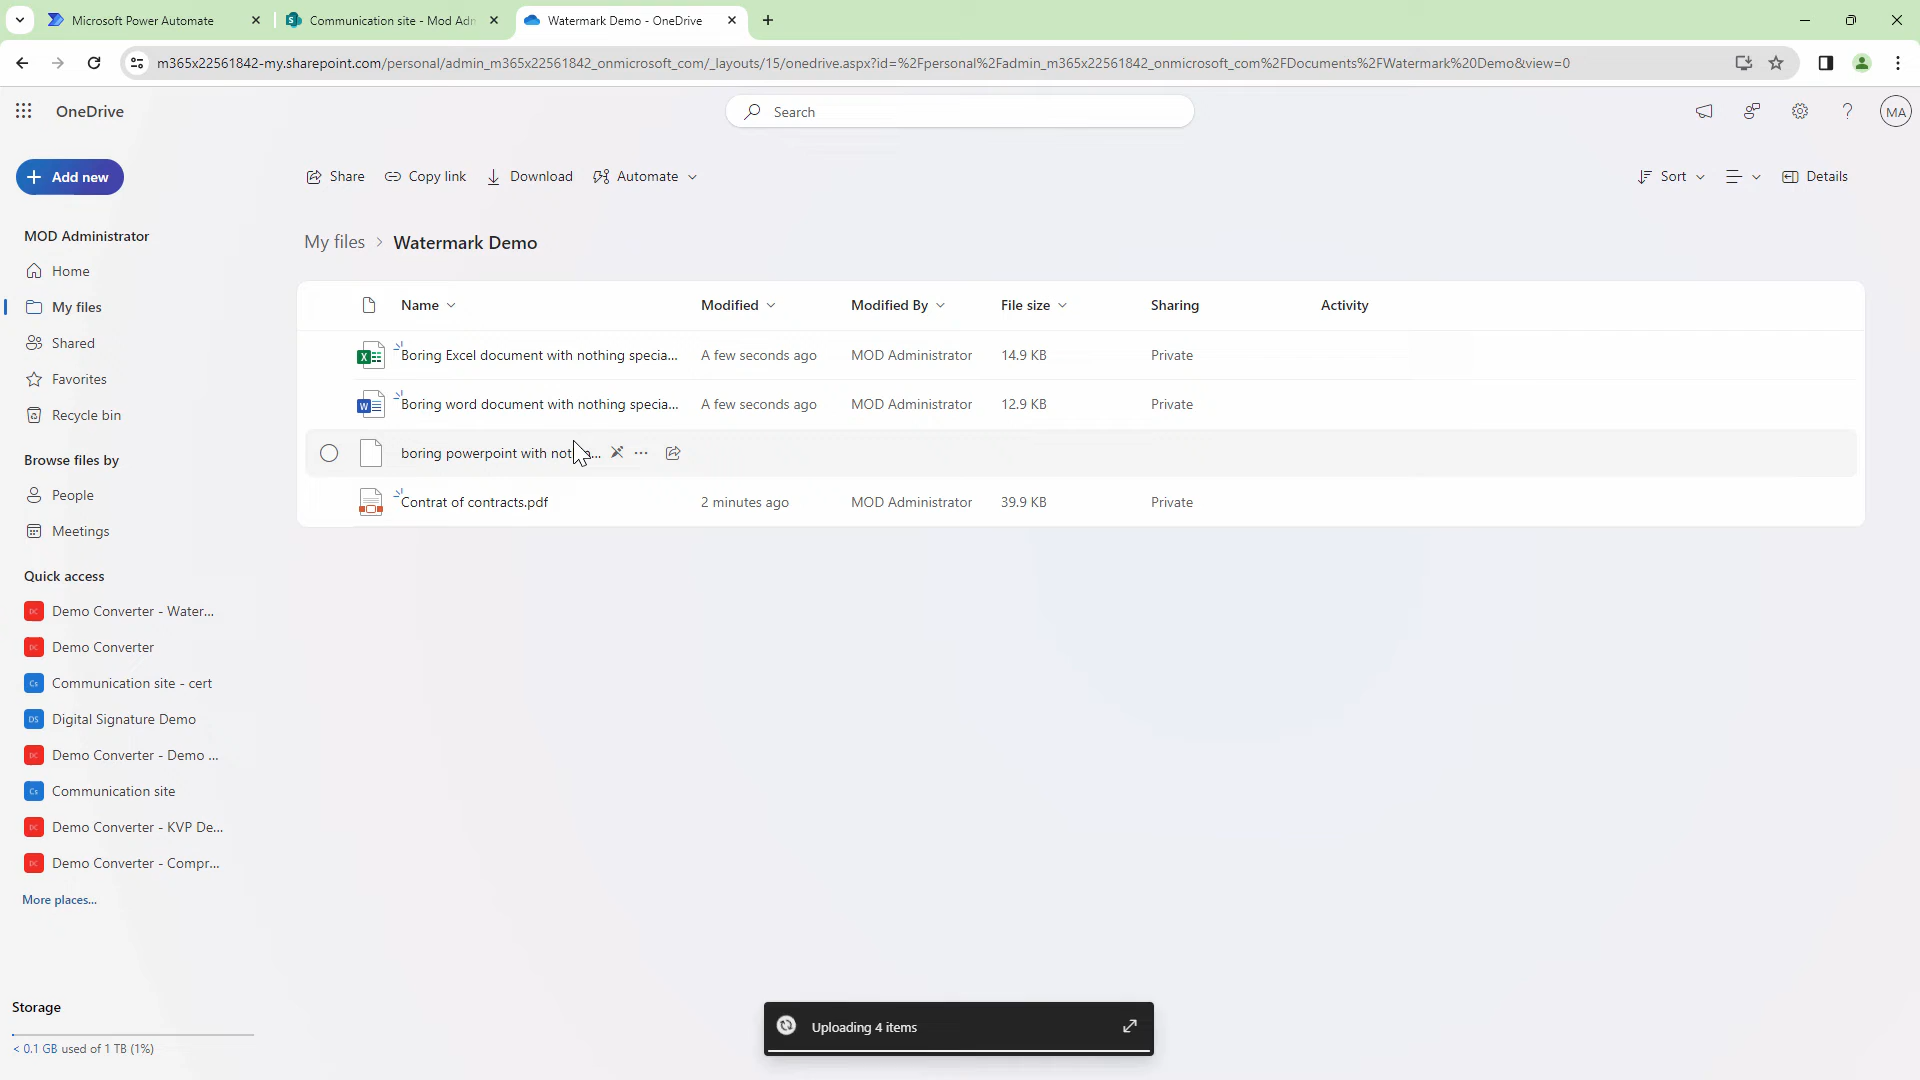 Microsoft Power Automate
Communication site - Mod Adm
Watermark Demo - OneDrive
m365x22561842-my.sharepoint.com/personal/admin_m365x22561842_onmicrosoft_com/_layouts/15/onedrive.aspx?id=%2Fpersonal%2Fadmin_m365x22561842_onmicrosoft_com%2FDocuments%2FWatermark%20Demo&view=0
OneDrive
Search
MA
Add new
Share
Copy link
Download
Automate
Sort
Details
MOD Administrator
Home
My files
Shared
Favorites
Recycle bin
Browse files by
People
Meetings
Quick access
DC Demo Converter - Water...
DC Demo Converter
Cs Communication site - cert
DS Digital Signature Demo
DC Demo Converter - Demo ...
Cs Communication site
DC Demo Converter - KVP De...
DC Demo Converter - Compr...
More places...
Storage
< 0.1 GB used of 1 TB (1%)
My files > Watermark Demo
Name Modified Modified By File size Sharing Activity
Boring Excel document with nothing specia... A few seconds ago MOD Administrator 14.9 KB Private
Boring word document with nothing specia... A few seconds ago MOD Administrator 12.9 KB Private
boring powerpoint with not
Contrat of contracts.pdf 2 minutes ago MOD Administrator 39.9 KB Private
Uploading 4 items